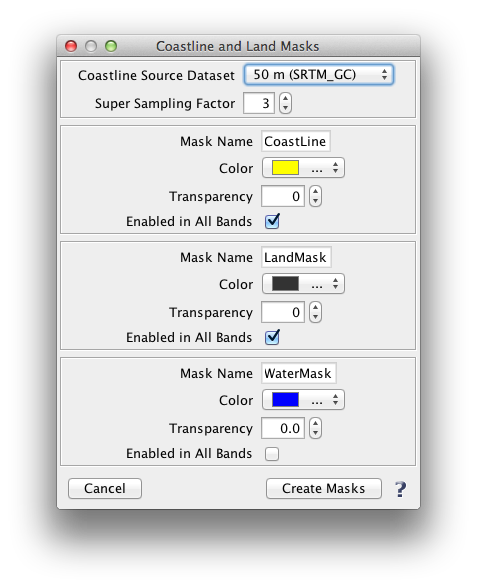 Coastline and Land Masks
Coastline Source Dataset 50 m (SRTM_GC)
Super Sampling Factor 3
Mask Name CoastLine
Color ...
Transparency 0
Enabled in All Bands
Mask Name LandMask
Color ...
Transparency 0
Enabled in All Bands
Mask Name WaterMask
Color ...
Transparency 0.0
Enabled in All Bands
Cancel Create Masks ?